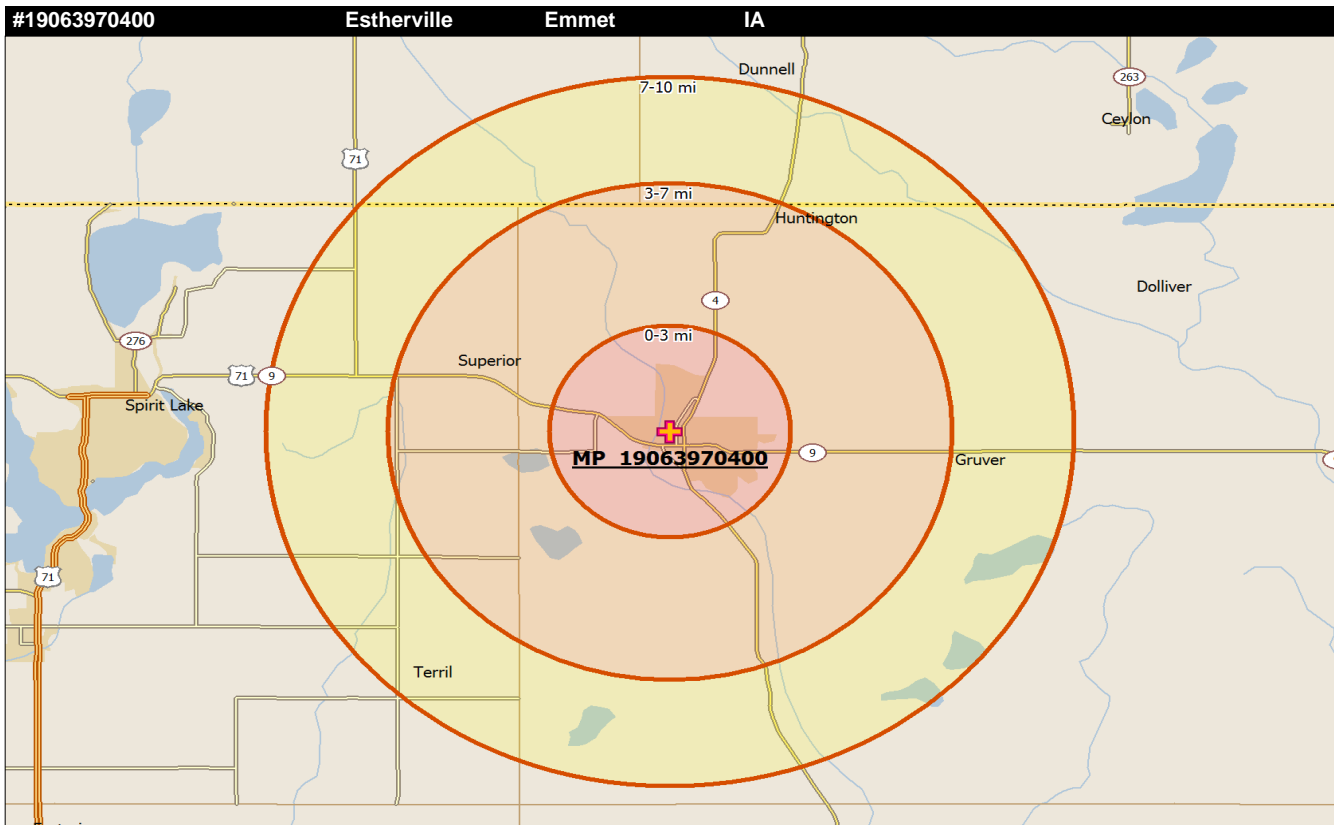 #19063970400 Estherville Emmet IA
Dunnell
7-10 mi
263
Ceylon
71
3-7 mi
Huntington
Dolliver
4
276
0-3 mi
Superior
71 9
Spirit Lake
MP 19063970400
9
Gruver
71
Terril